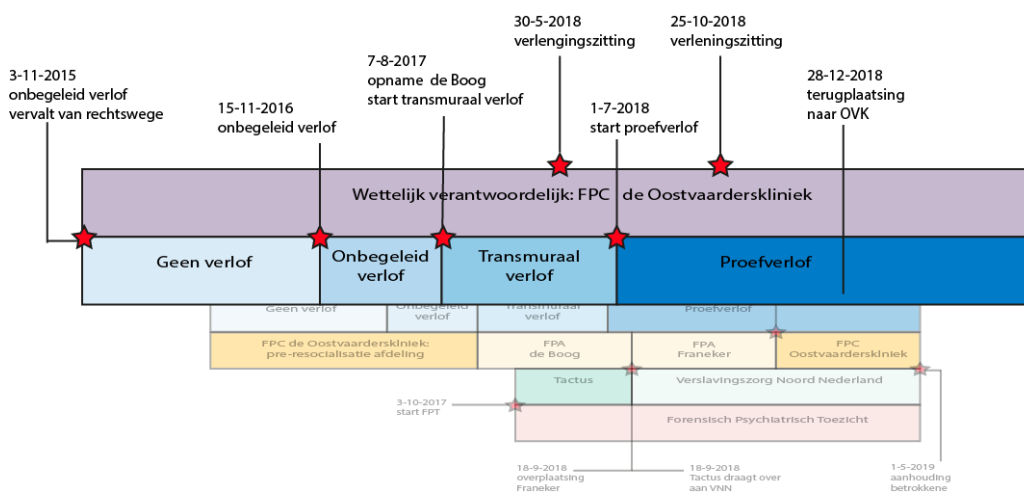 30-5-2018
verlengingszitting
25-10-2018
verleningszitting
7-8-2017
opname de Boog
start transmuraal verlof
3-11-2015
onbegeleid verlof
vervalt van rechtswege
28-12-2018
terugplaatsing
naar OVK
15-11-2016
onbegeleid verlof
1-7-2018
start proefverlof
Wettelijk verantwoordelijk: FPC de Oostvaarderskliniek
Geen verlof
Onbegeleid
verlof
Transmuraal
verlof
Proefverlof
Geen verlof
Onbegeleid
verlof
Transmuraal
verlof
Proefverlof
FPC de Oostvaarderskliniek:
pre-resocialisatie afdeling
FPA
de Boog
FPA
Franeker
FPC
Oostvaarderskliniek
Tactus
Verslavingszorg Noord Nederland
3-10-2017
start FPT
Forensisch Psychiatrisch Toezicht
18-9-2018
overplaatsing
Franeker
18-9-2018
Tactus draagt over
aan VNN
1-5-2019
aanhouding
betrokkene